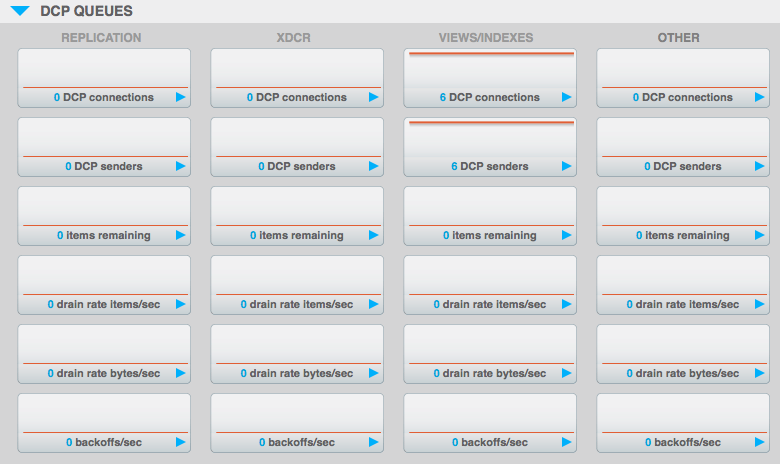 DCP QUEUES
REPLICATION XDCR VIEWS/INDEXES OTHER
0 DCP connections 0 DCP connections 6 DCP connections 0 DCP connections
0 DCP senders 0 DCP senders 6 DCP senders 0 DCP senders
0 items remaining 0 items remaining 0 items remaining 0 items remaining
0 drain rate items/sec 0 drain rate items/sec 0 drain rate items/sec 0 drain rate items/sec
0 drain rate bytes/sec 0 drain rate bytes/sec 0 drain rate bytes/sec 0 drain rate bytes/sec
0 backoffs/sec 0 backoffs/sec 0 backoffs/sec 0 backoffs/sec